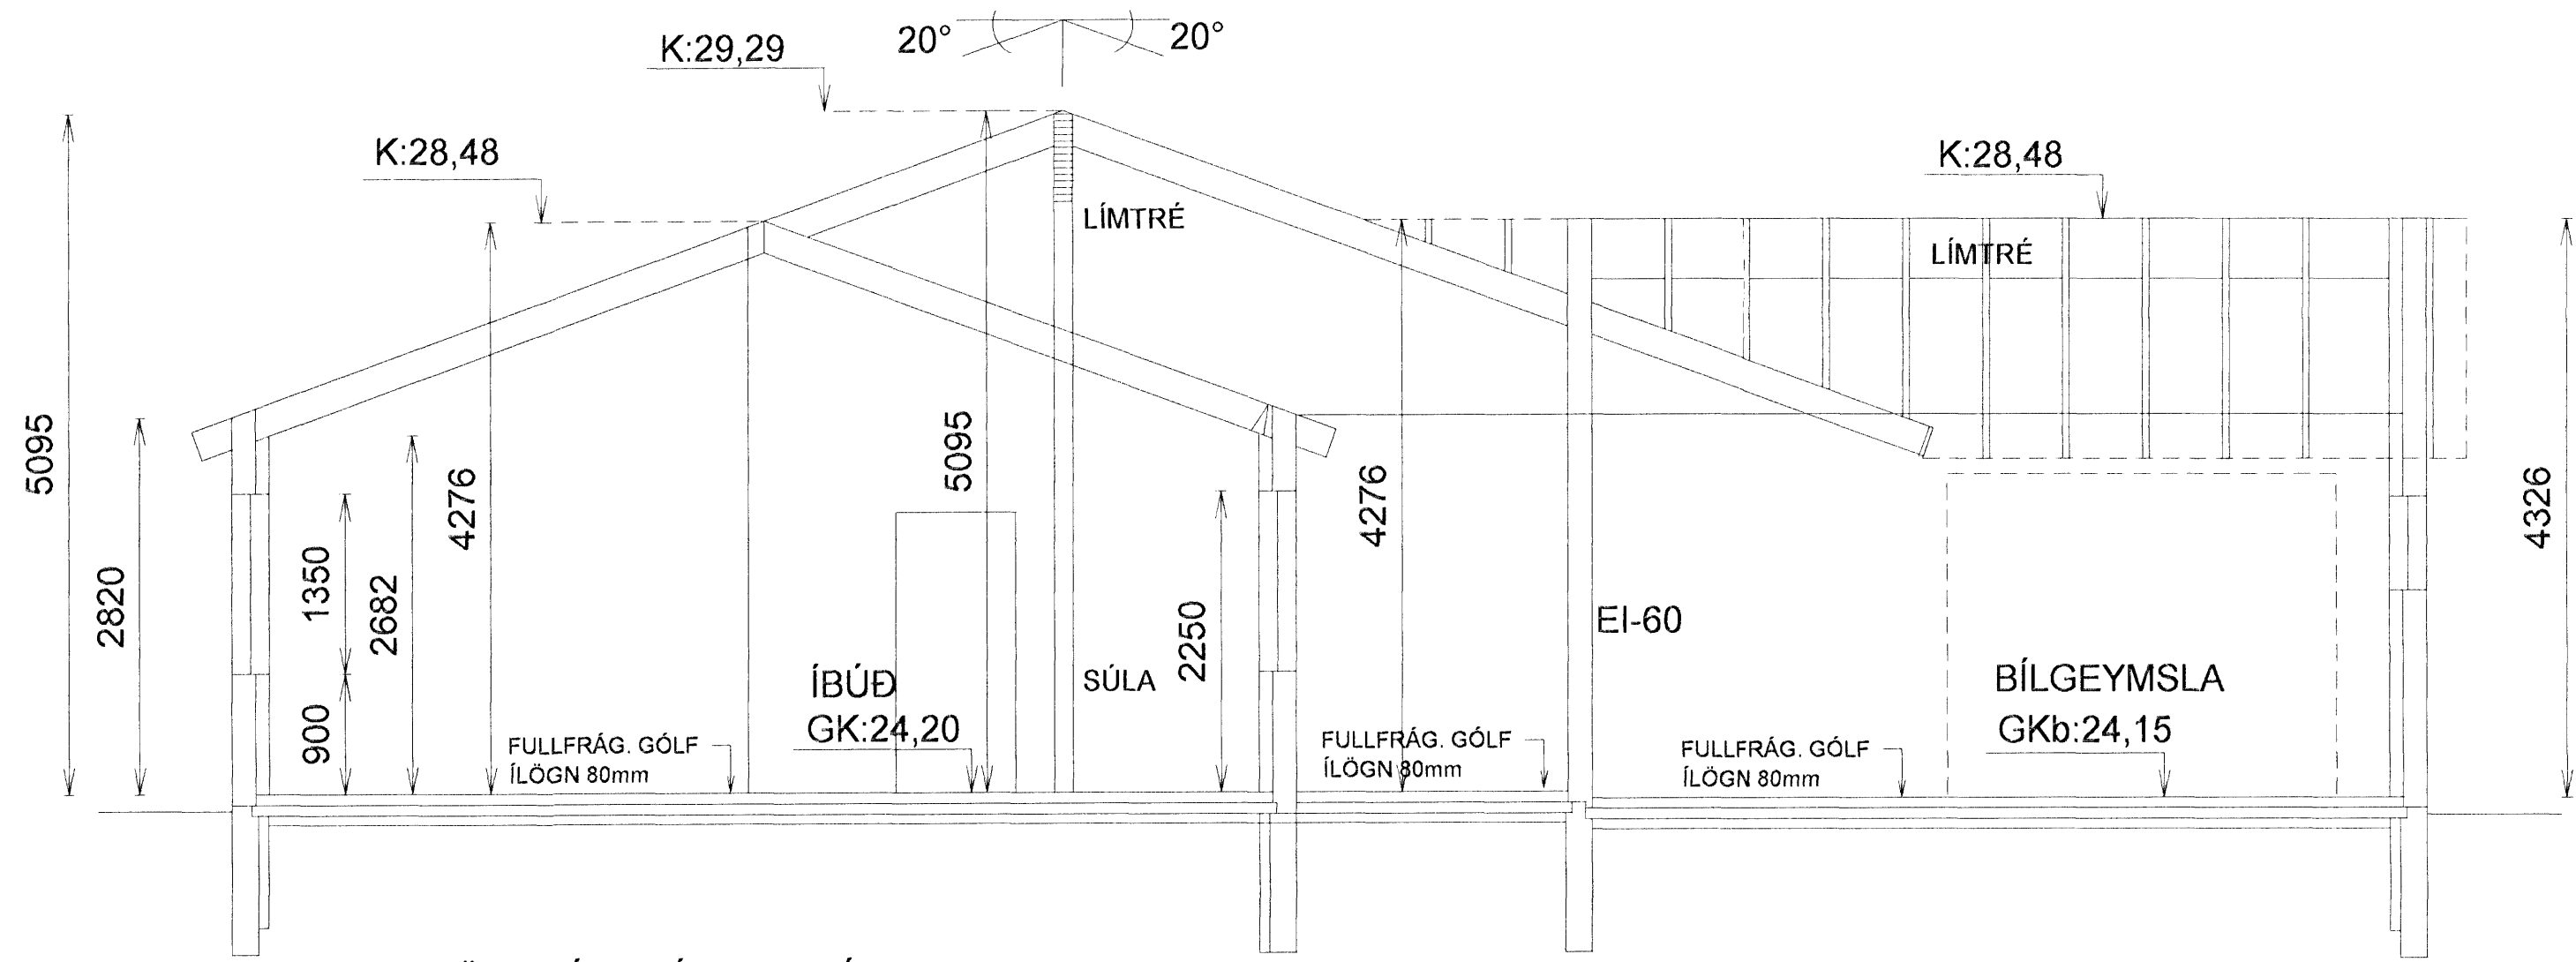 20°
20°
K:29,29
K:28,48
K:28,48
LÍMTRÉ
LÍMTRÉ
5095
2820
1350
900
2682
4276
5095
2250
4276
4326
EI-60
SÚLA
ÍBÚÐ
GK:24,20
BÍLGEYMSLA
GKb:24,15
FULLFRÁG. GÓLF
ÍLÖGN 80mm
FULLFRÁG. GÓLF
ÍLÖGN 80mm
FULLFRÁG. GÓLF
ÍLÖGN 80mm